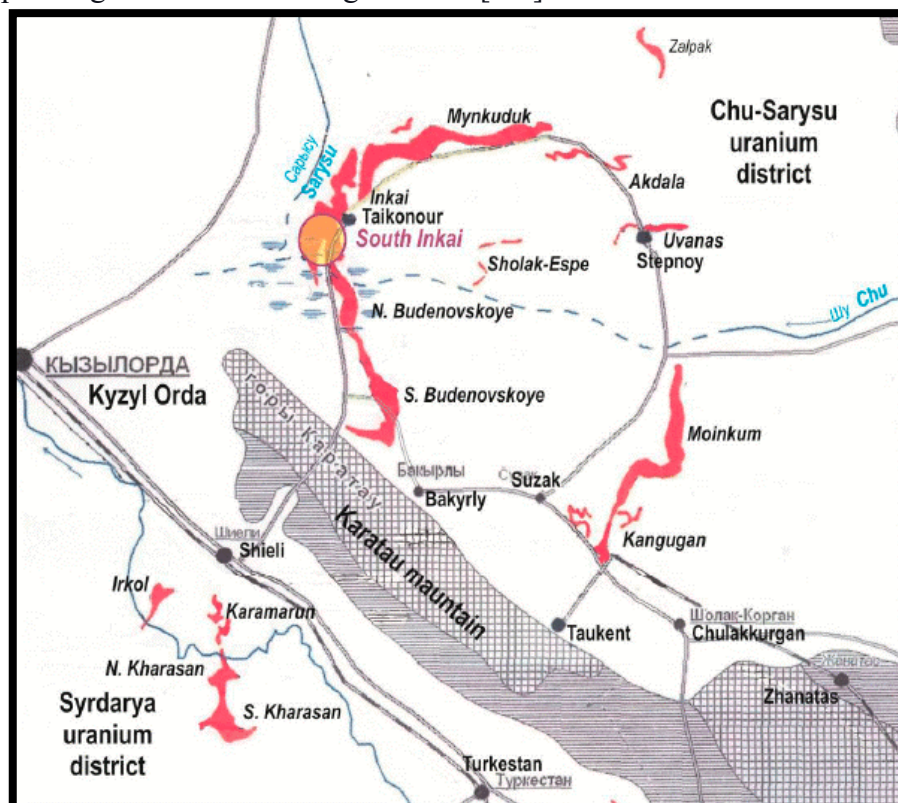 Zalpak
Mynkuduk
Chu-Sarysu
uranium
district
Сарысу
Sarysu
Akdala
Inkai
Taikonour
South Inkai
Uvanas
Stepnoy
Sholak-Espe
Шу Chu
N. Budenovskoye
КЫЗЫЛОРДА
Kyzyl Orda
S. Budenovskoye
горы Каратау
Moinkum
Бакырлы
Bakyrly
Suzak
Karatau mauntain
Kangugan
Шиели
Shieli
Irkol
Karamarun
Taukent
Шолак-Корган
Chulakkurgan
N. Kharasan
Жанатас
Zhanatas
S. Kharasan
Syrdarya
uranium
district
Turkestan
Туркестан